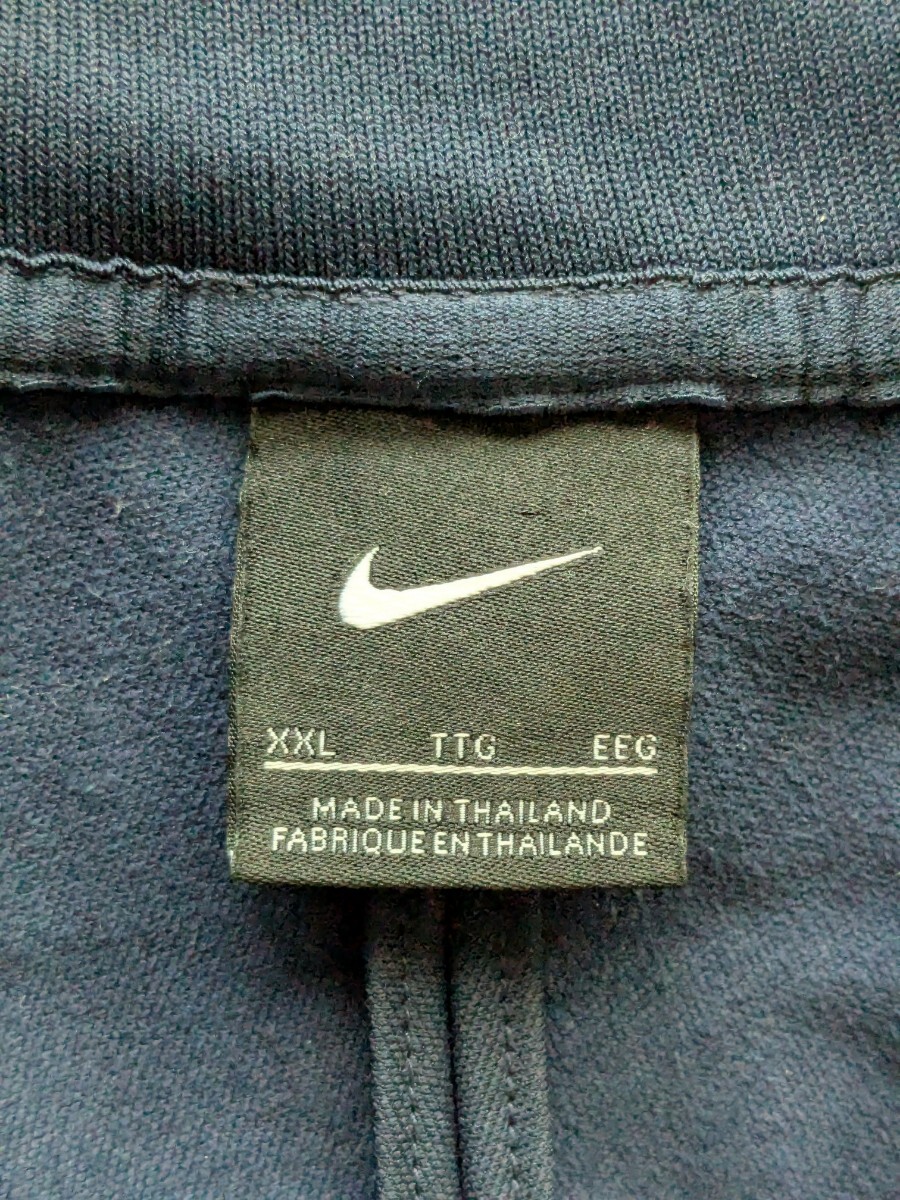 XXL TTG EEG
MADE IN THAILAND
FABRIQUE EN THAILANDE